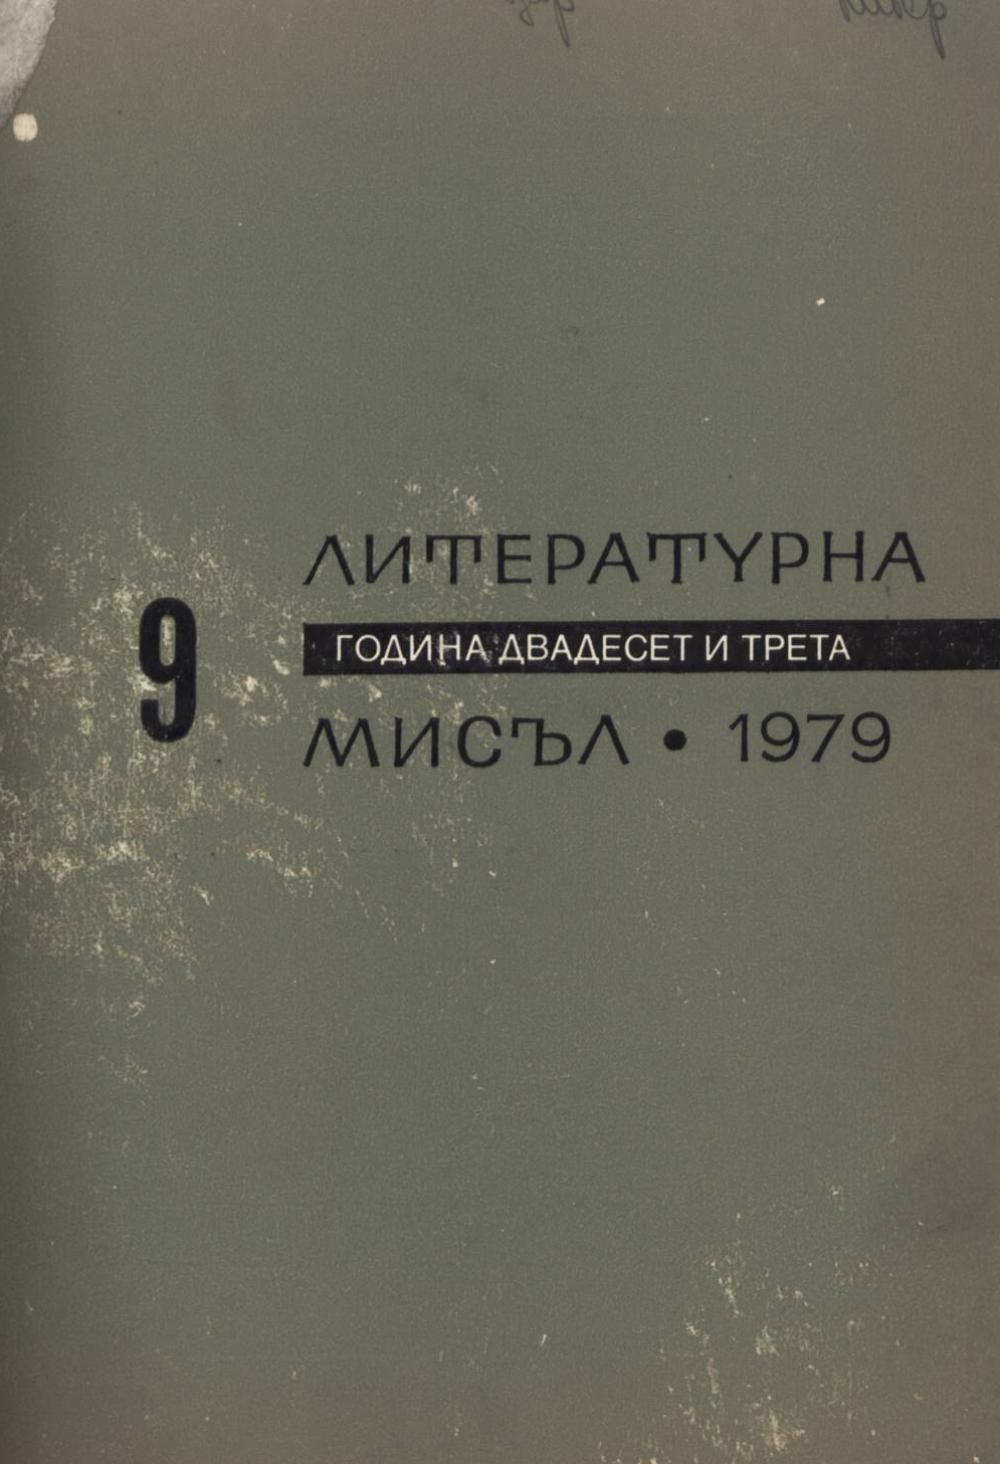 9
ЛИТЕРАТУРНА
ГОДИНА ДВАДЕСЕТ И ТРЕТА
МИСЪЛ • 1979